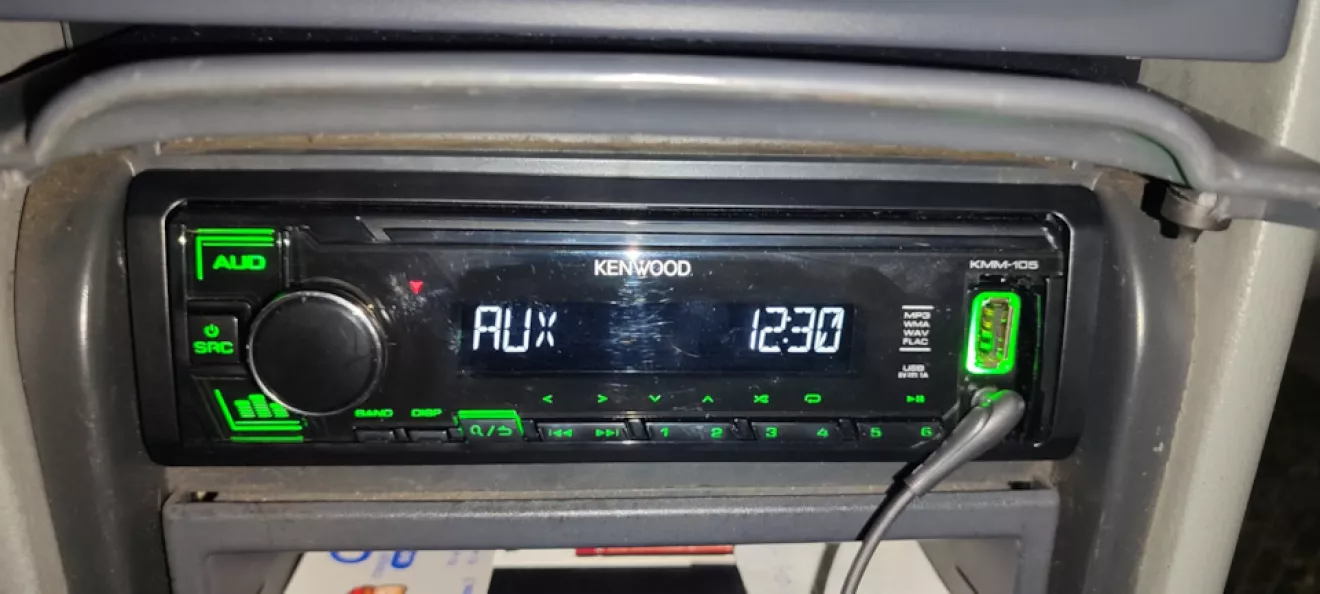 KENWOOD
KMM-105
AUD
AUX
12:30
MP3
WMA
WAV
FLAC
SRC
USB
BAND
DISP
1
2
3
4
5
6